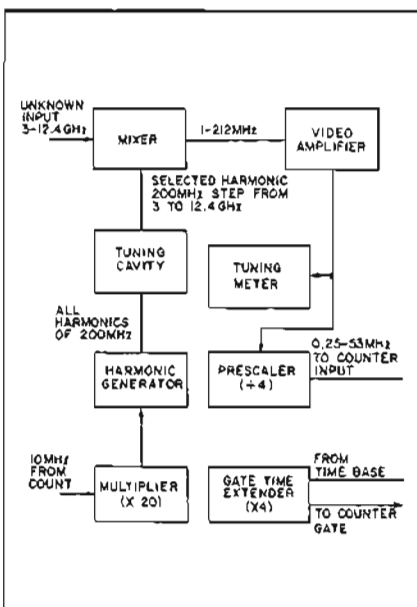 UNKNOWN
INPUT
3-12.4GHz
MIXER
1-212MHz
VIDEO
AMPLIFIER
SELECTED HARMONIC
200MHz STEP FROM
3 TO 12.4GHz
TUNING
CAVITY
TUNING
METER
ALL
HARMONICS
OF 200MHz
HARMONIC
GENERATOR
PRESCALER
(÷4)
0.25-53MHz
TO COUNTER
INPUT
10MHz
FROM
COUNT
MULTIPLIER
(X 20)
GATE TIME
EXTENDER
(X4)
FROM
TIME BASE
TO COUNTER
GATE